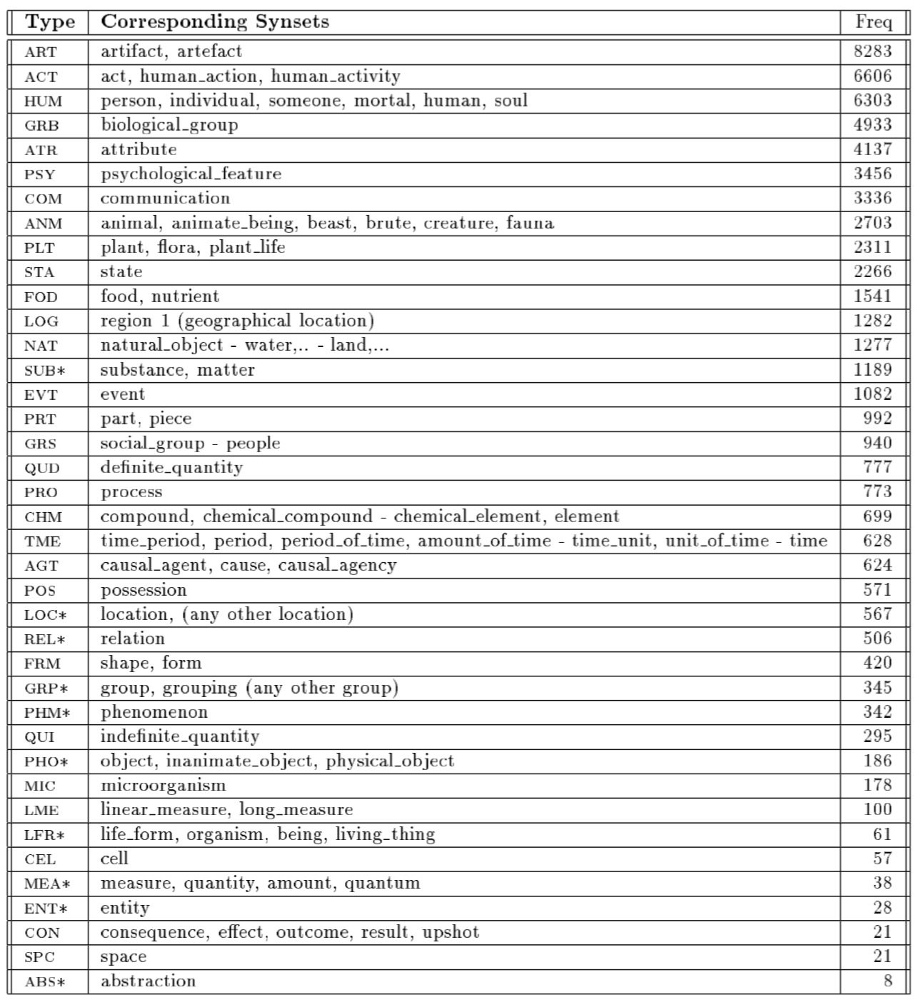 Type Corresponding Synsets Freq
ART artifact, artefact 8283
ACT act, human_action, human_activity 6606
HUM person, individual, someone, mortal, human, soul 6303
GRB biological_group 4933
ATR attribute 4137
PSY psychological_feature 3456
COM communication 3336
ANM animal, animate_being, beast, brute, creature, fauna 2703
PLT plant, flora, plant_life 2311
STA state 2266
FOD food, nutrient 1541
LOG region 1 (geographical location) 1282
NAT natural_object - water,.. - land,... 1277
SUB* substance, matter 1189
EVT event 1082
PRT part, piece 992
GRS social_group - people 940
QUD definite_quantity 777
PRO process 773
CHM compound, chemical_compound - chemical_element, element 699
TME time_period, period, period_of_time, amount_of_time - time_unit, unit_of_time - time 628
AGT causal_agent, cause, causal_agency 624
POS possession 571
LOC* location, (any other location) 567
REL* relation 506
FRM shape, form 420
GRP* group, grouping (any other group) 345
PHM* phenomenon 342
QUI indefinite_quantity 295
PHO* object, inanimate_object, physical_object 186
MIC microorganism 178
LME linear_measure, long_measure 100
LFR* life_form, organism, being, living_thing 61
CEL cell 57
MEA* measure, quantity, amount, quantum 38
ENT* entity 28
CON consequence, effect, outcome, result, upshot 21
SPC space 21
ABS* abstraction 8